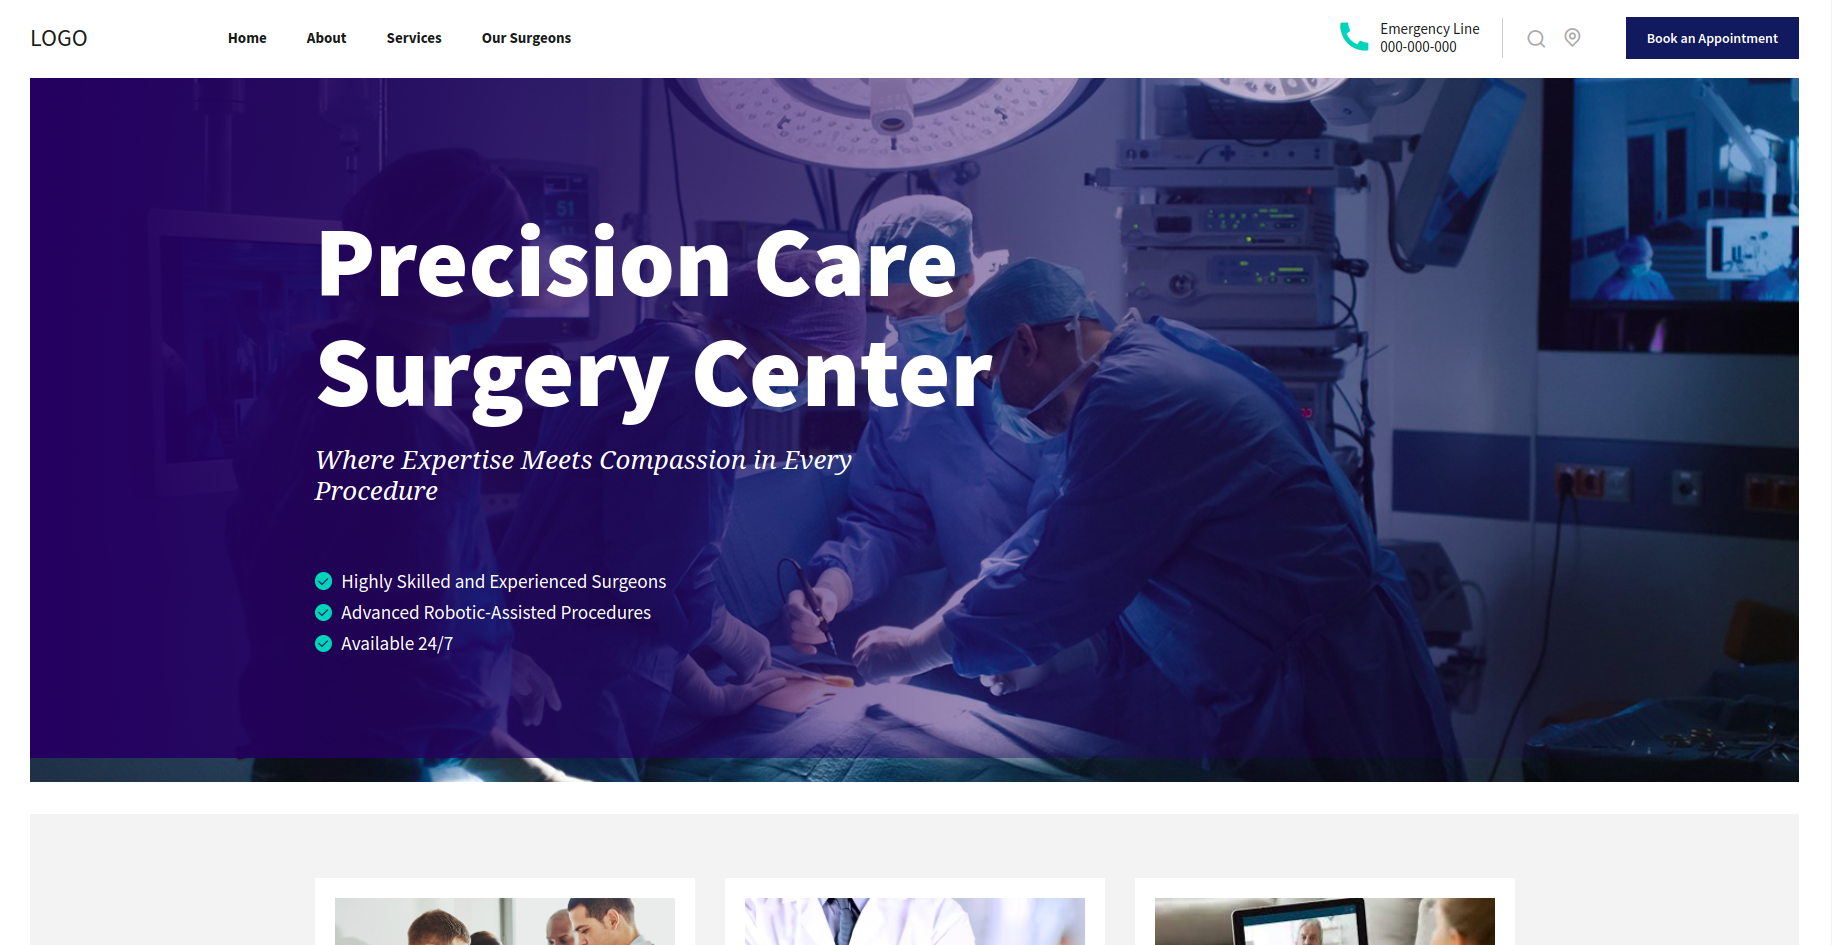 LOGO
Home
About
Services
Our Surgeons
Emergency Line
000-000-000
Book an Appointment
51
Precision Care
Surgery Center
Where Expertise Meets Compassion in Every
Procedure
Highly Skilled and Experienced Surgeons
Advanced Robotic-Assisted Procedures
Available 24/7